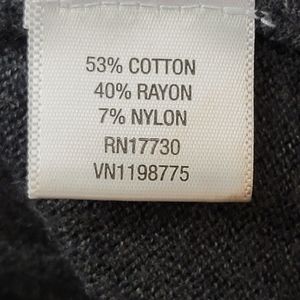 53% COTTON
40% RAYON
7% NYLON
RN17730
VN1198775